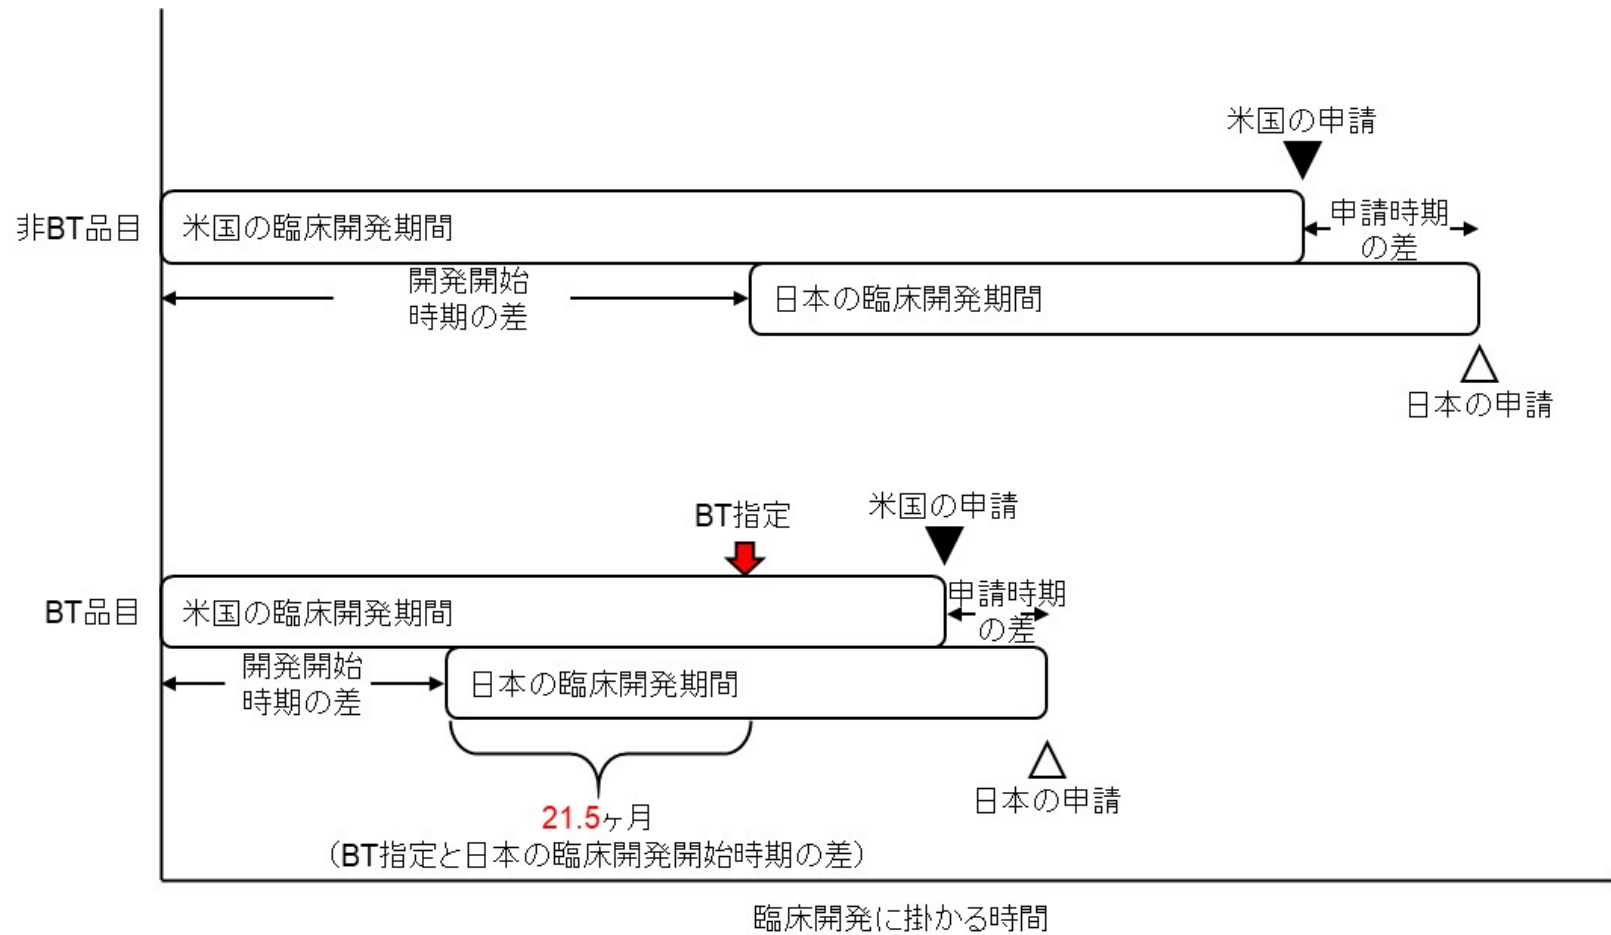 米国の申請
非BT品目
米国の臨床開発期間
申請時期
の差
開発開始
時期の差
日本の臨床開発期間
日本の申請
BT指定
米国の申請
BT品目
米国の臨床開発期間
申請時期
の差
開発開始
時期の差
日本の臨床開発期間
日本の申請
21.5ヶ月
（BT指定と日本の臨床開発開始時期の差）
臨床開発に掛かる時間